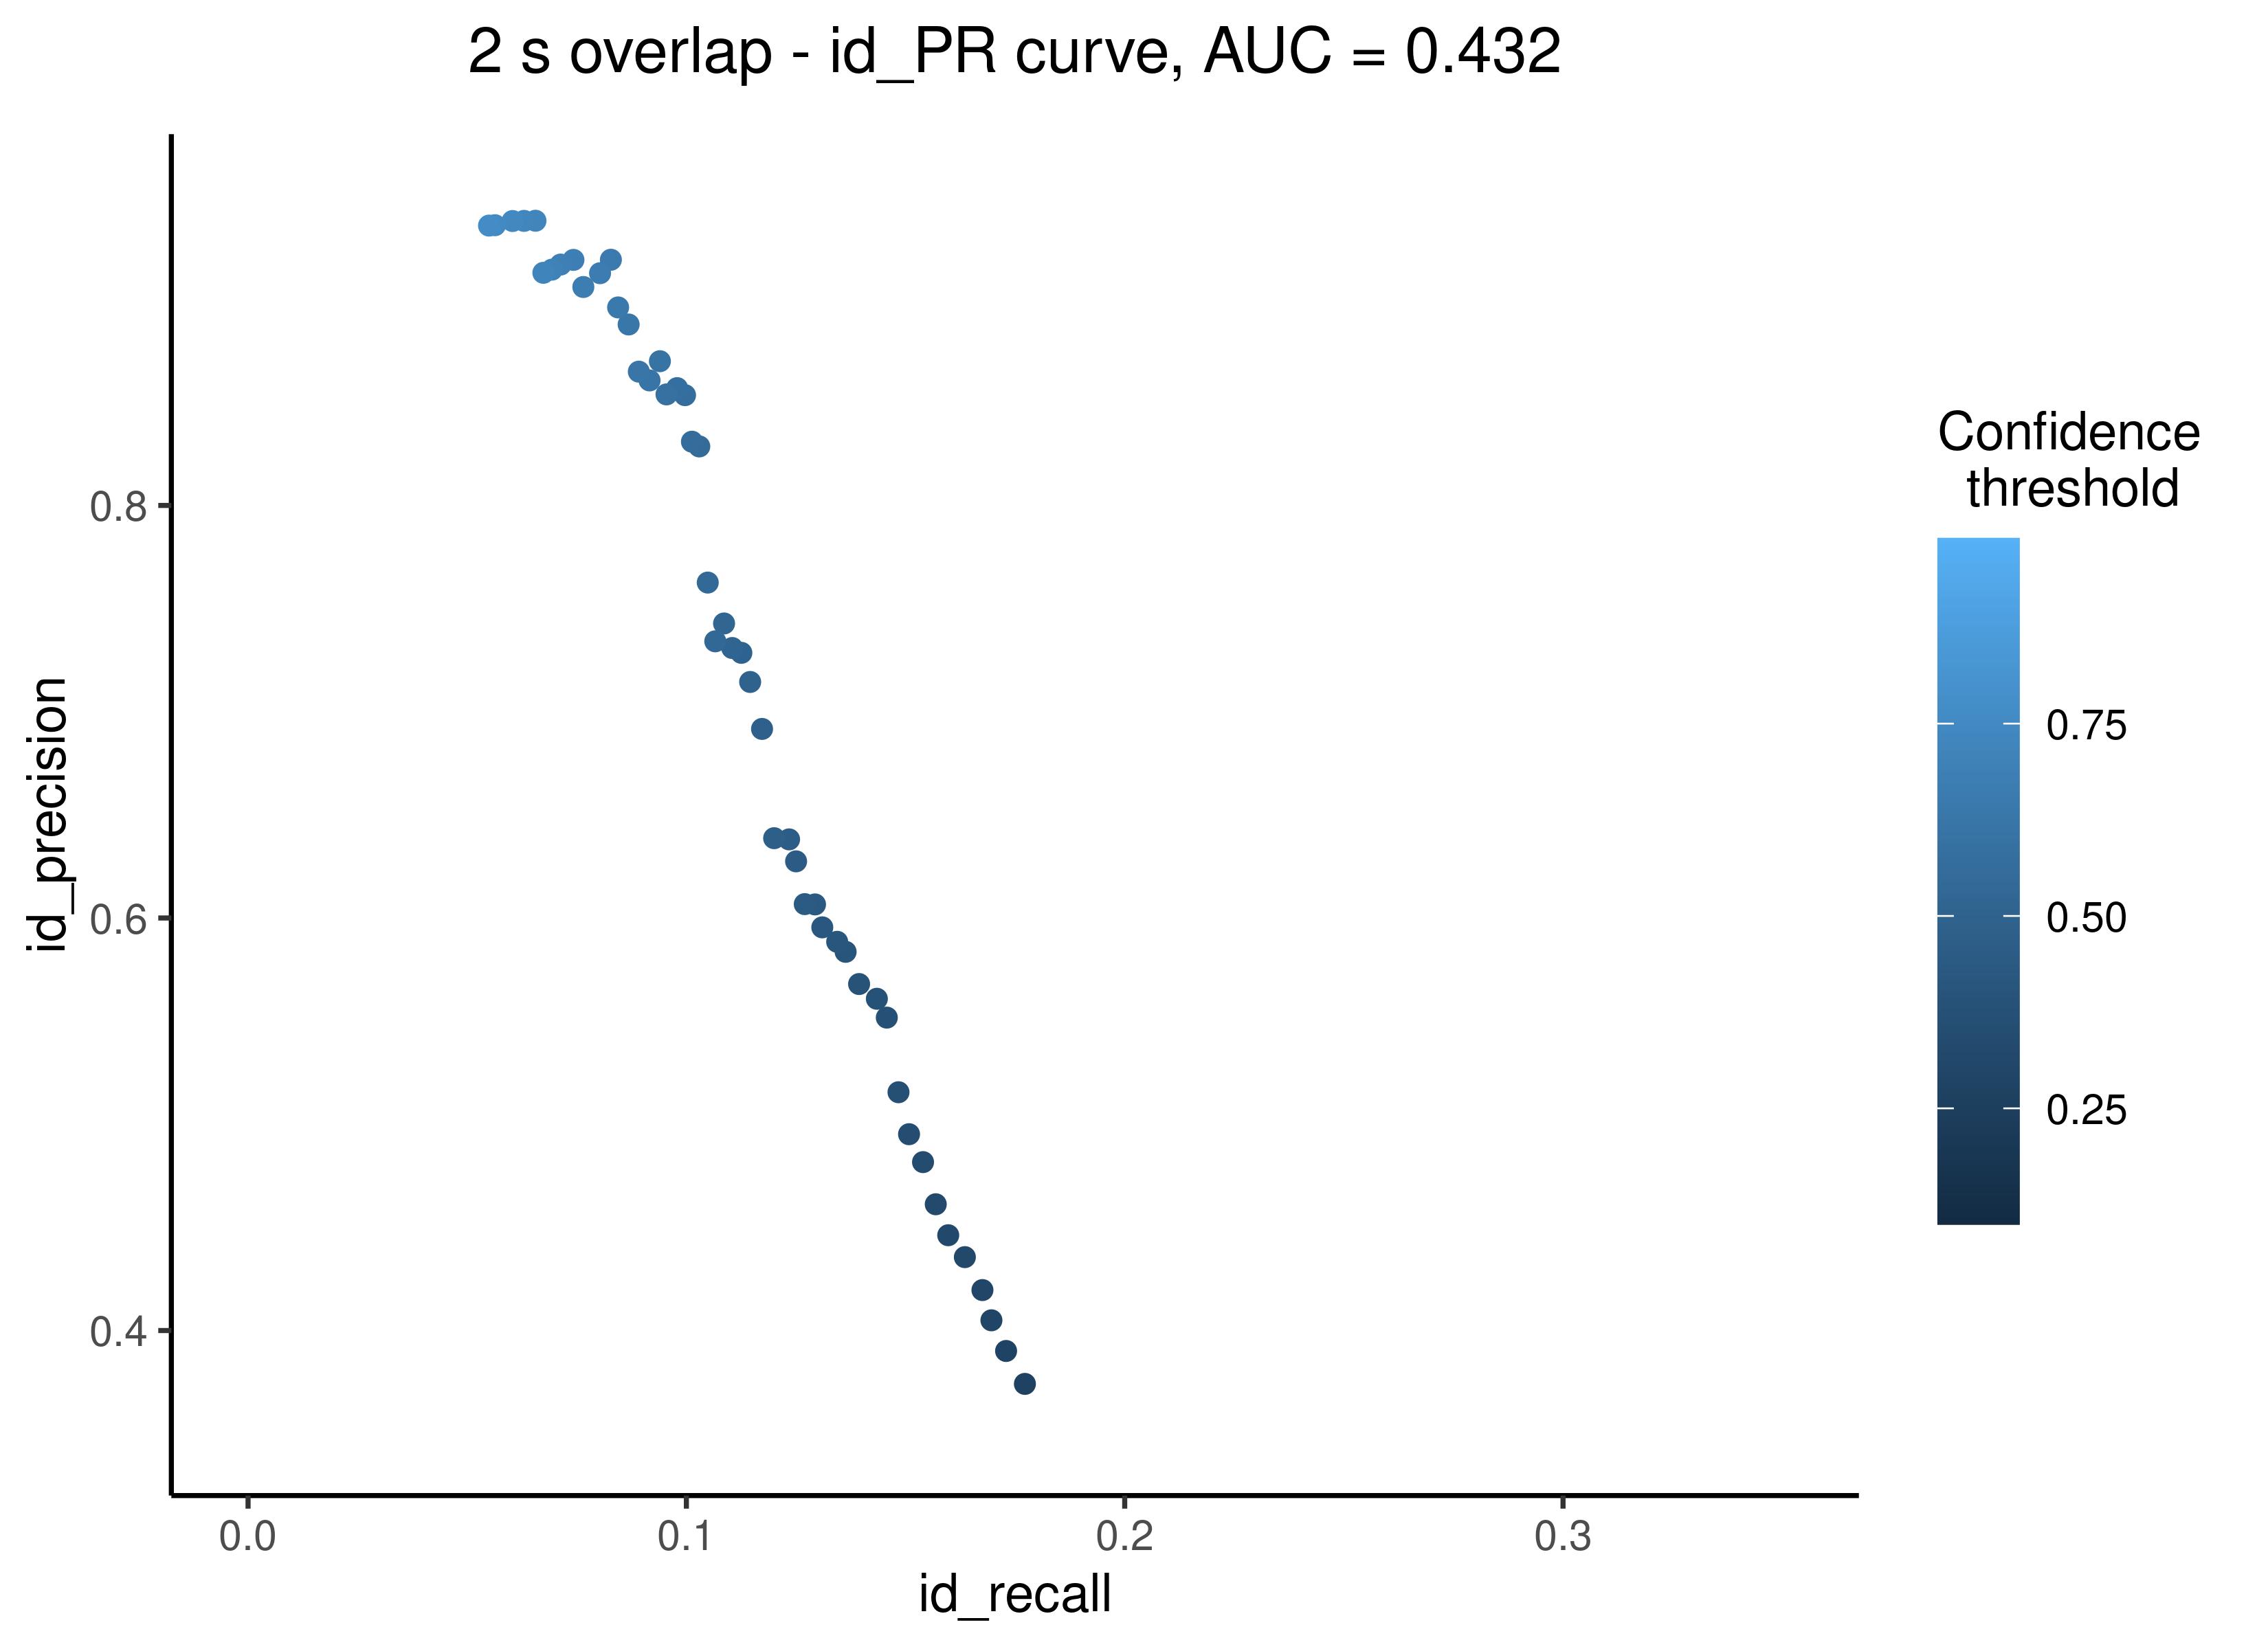 2 s overlap - id_PR curve, AUC = 0.432
id_precision
0.8
0.6
0.4
0.0
0.1
0.2
0.3
id_recall
Confidence
threshold
0.75
0.50
0.25